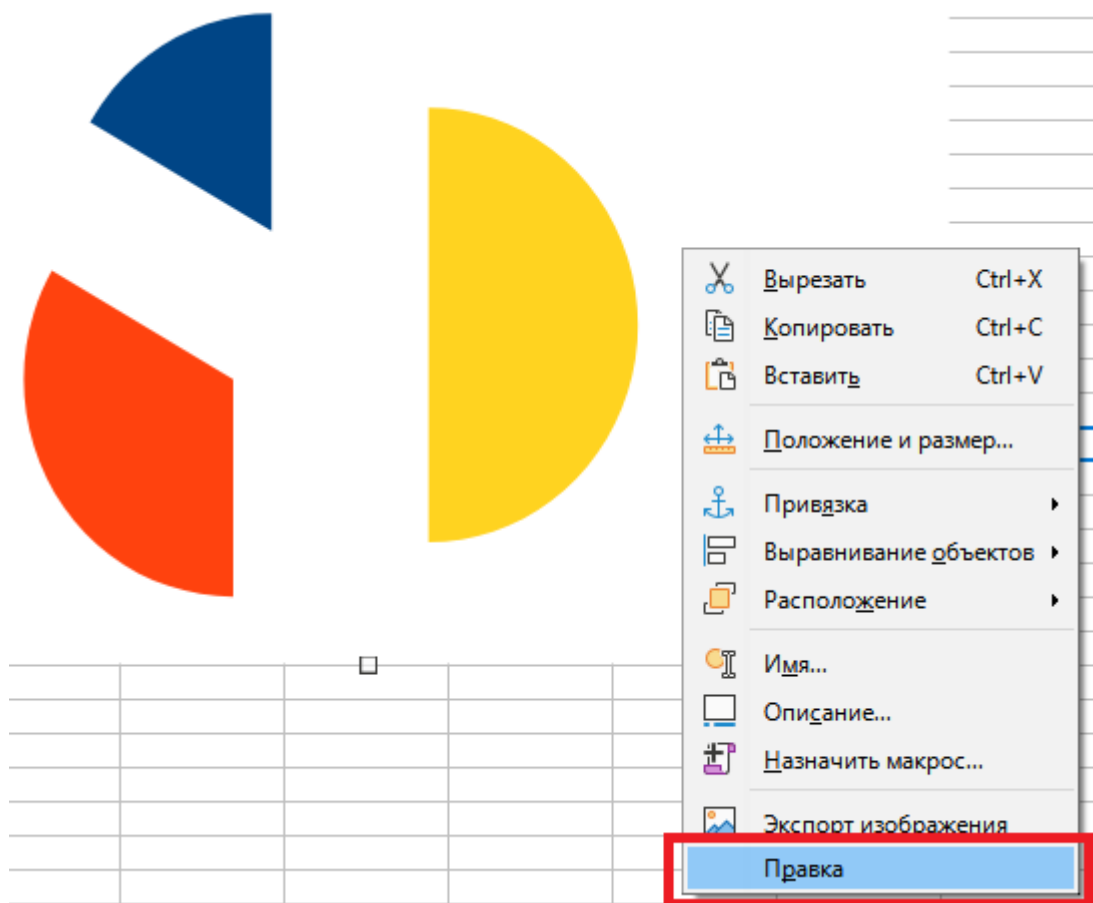 Вырезать Ctrl+X
Копировать Ctrl+C
Вставить Ctrl+V
Положение и размер...
Привязка
Выравнивание объектов
Расположение
Имя...
Описание...
Назначить макрос...
Экспорт изображения
Правка